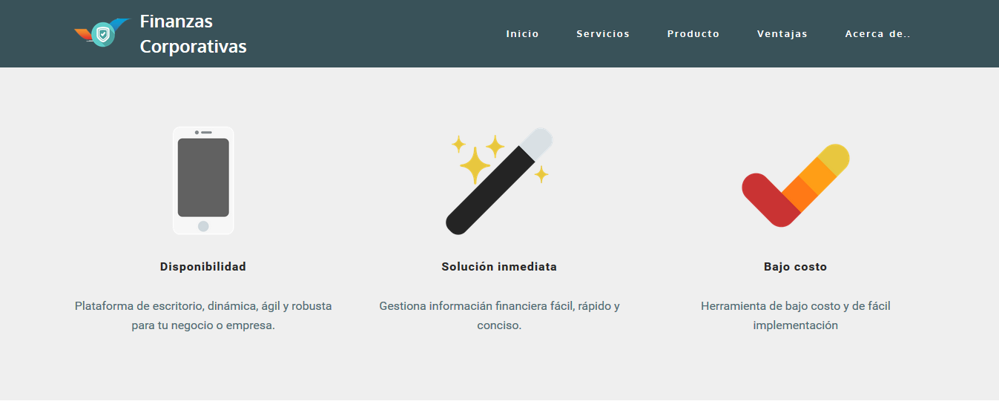 Finanzas
Corporativas
Inicio
Servicios
Producto
Ventajas
Acerca de..
Disponibilidad
Solución inmediata
Bajo costo
Plataforma de escritorio, dinámica, ágil y robusta
para tu negocio o empresa.
Gestiona informacián financiera fácil, rápido y
conciso.
Herramienta de bajo costo y de fácil
implementación